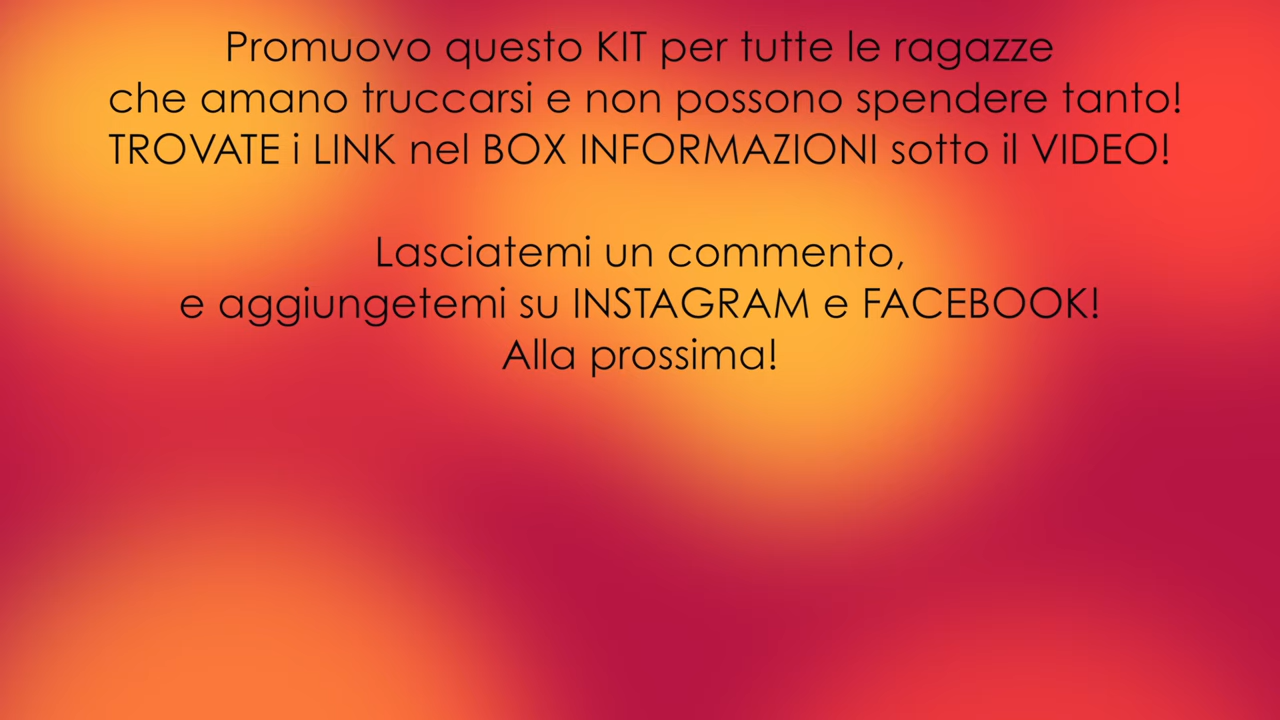 Promuovo questo KIT per tutte le ragazze
che amano truccarsi e non possono spendere tanto!
TROVATE i LINK nel BOX INFORMAZIONI sotto il VIDEO!
Lasciatemi un commento,
e aggiungetemi su INSTAGRAM e FACEBOOK!
Alla prossima!